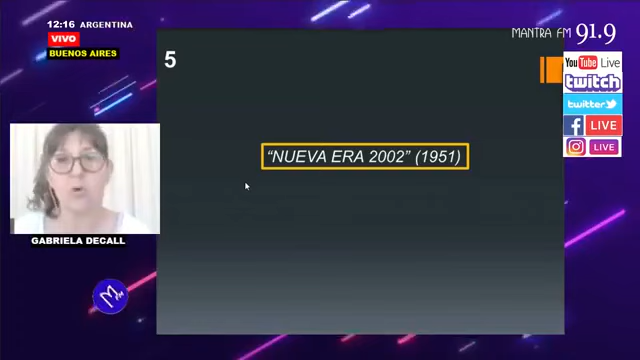 12:16 ARGENTINA
VIVO
BUENOS AIRES
MANTRA FM 91.9
5
YouTube Live
twitch
twitter
LIVE
LIVE
"NUEVA ERA 2002" (1951)
GABRIELA DECALL